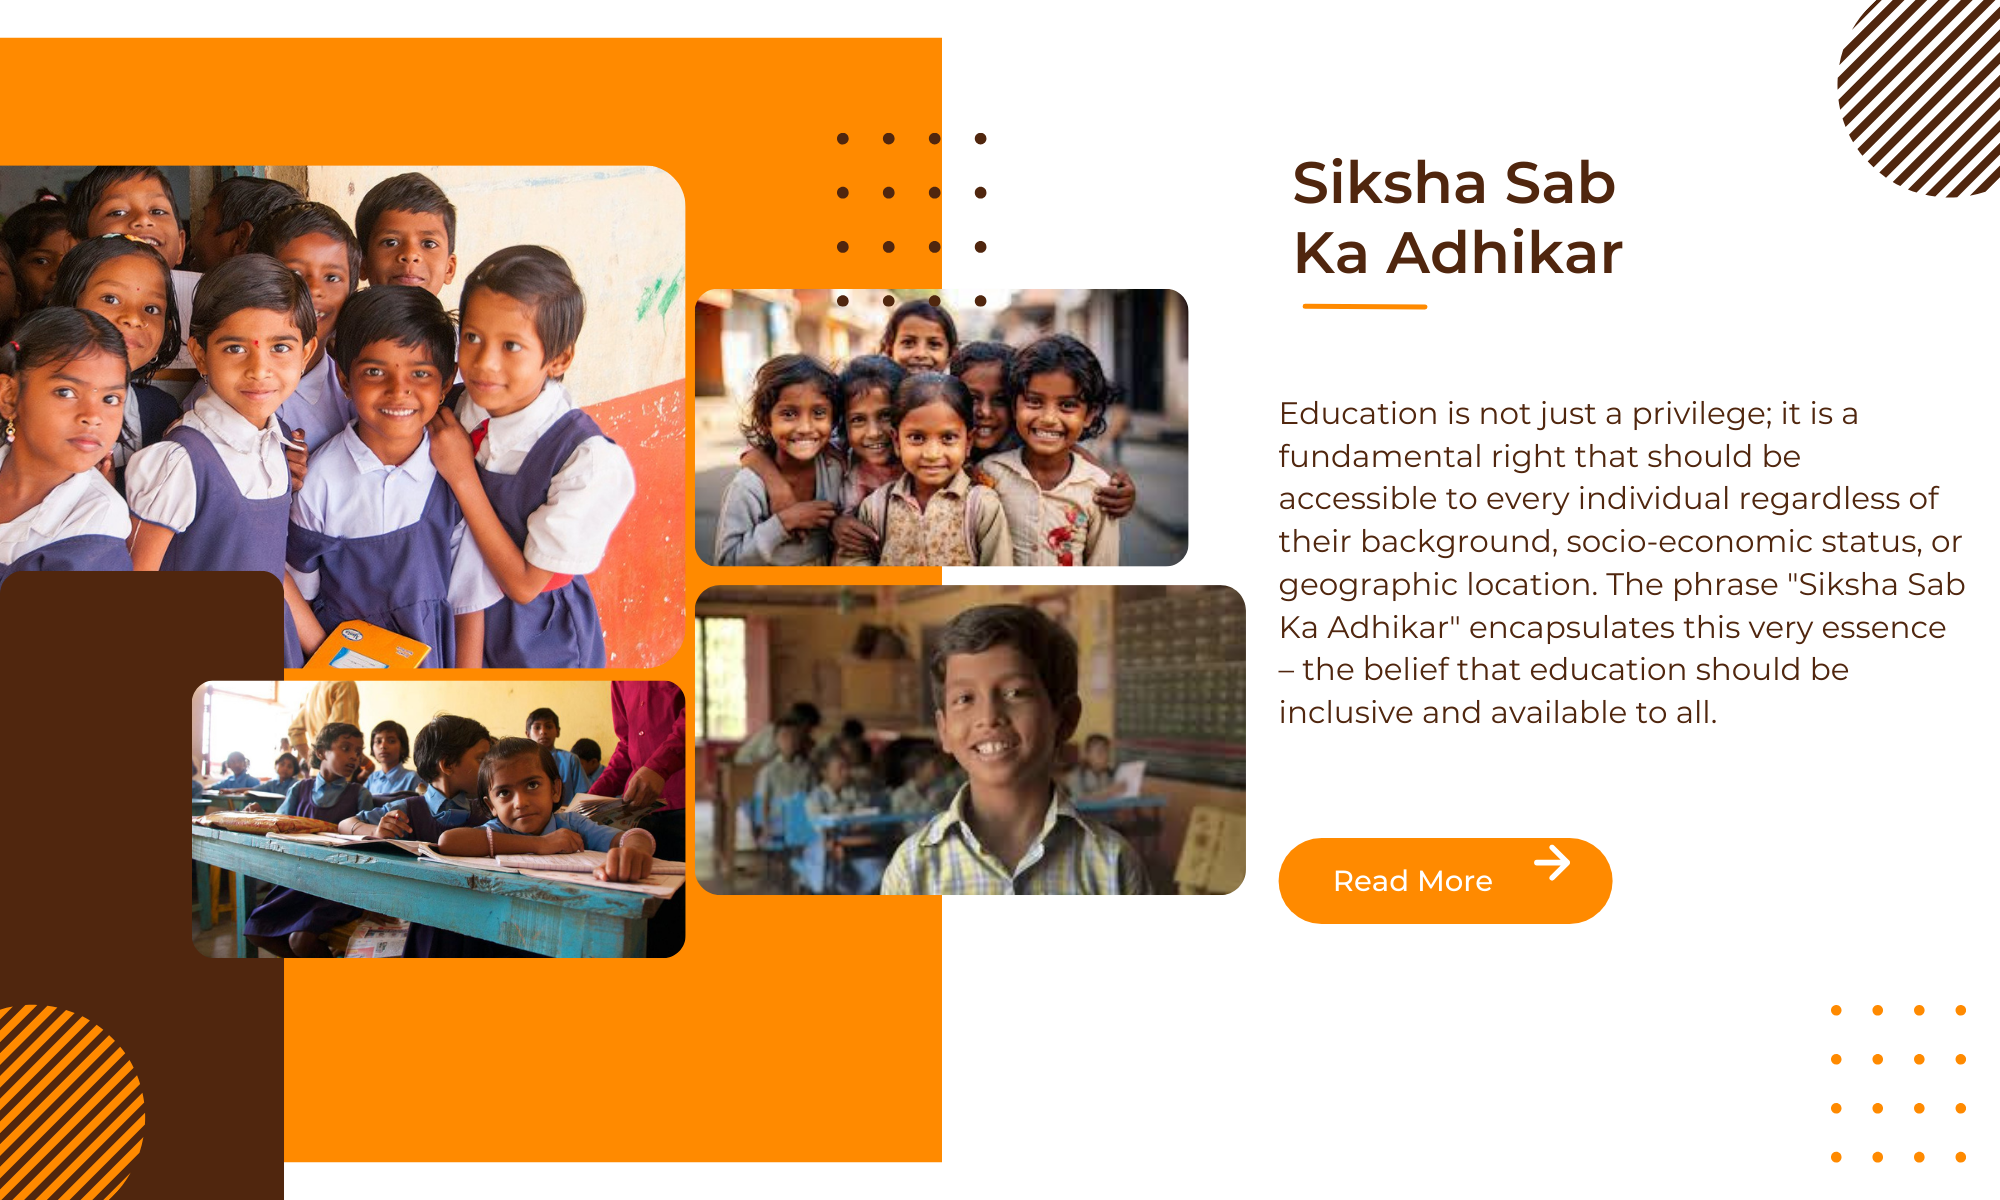 Siksha Sab
Ka Adhikar
Education is not just a privilege; it is a
fundamental right that should be
accessible to every individual regardless of
their background, socio-economic status, or
geographic location. The phrase "Siksha Sab
Ka Adhikar" encapsulates this very essence
– the belief that education should be
inclusive and available to all.
Read More